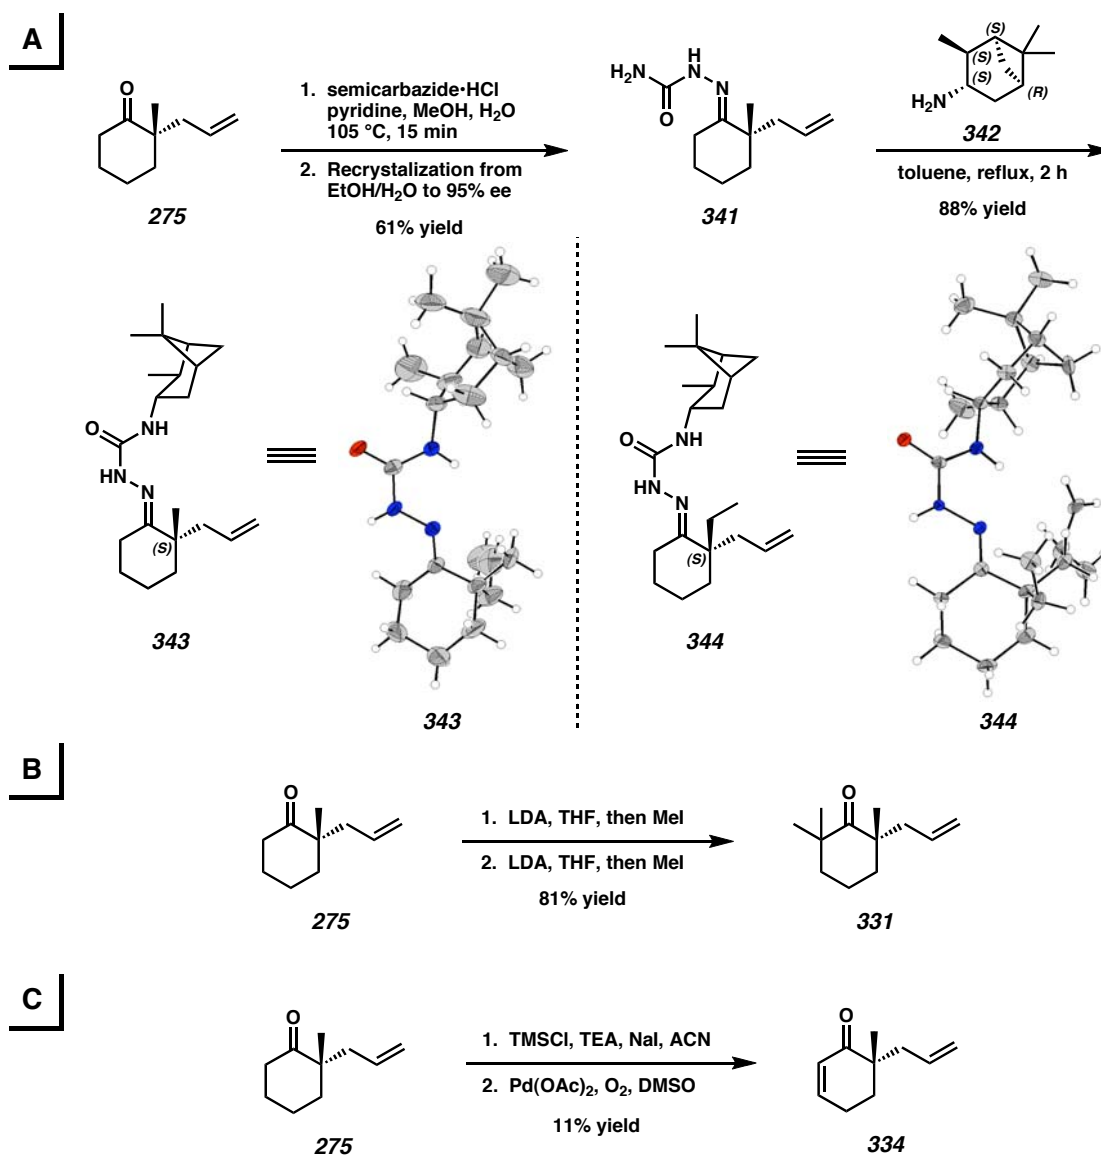 A
O
275
1. semicarbazide•HCl
pyridine, MeOH, H2O
105 °C, 15 min
2. Recrystalization from
EtOH/H2O to 95% ee
61% yield
H2N
H
N
N
O
341
(S)
(S)
(S)
(R)
H2N
342
toluene, reflux, 2 h
88% yield
O
NH
HN
N
(S)
343
343
O
NH
HN
N
(S)
344
344
B
O
275
1. LDA, THF, then MeI
2. LDA, THF, then MeI
81% yield
O
331
C
O
275
1. TMSCl, TEA, NaI, ACN
2. Pd(OAc)2, O2, DMSO
11% yield
O
334